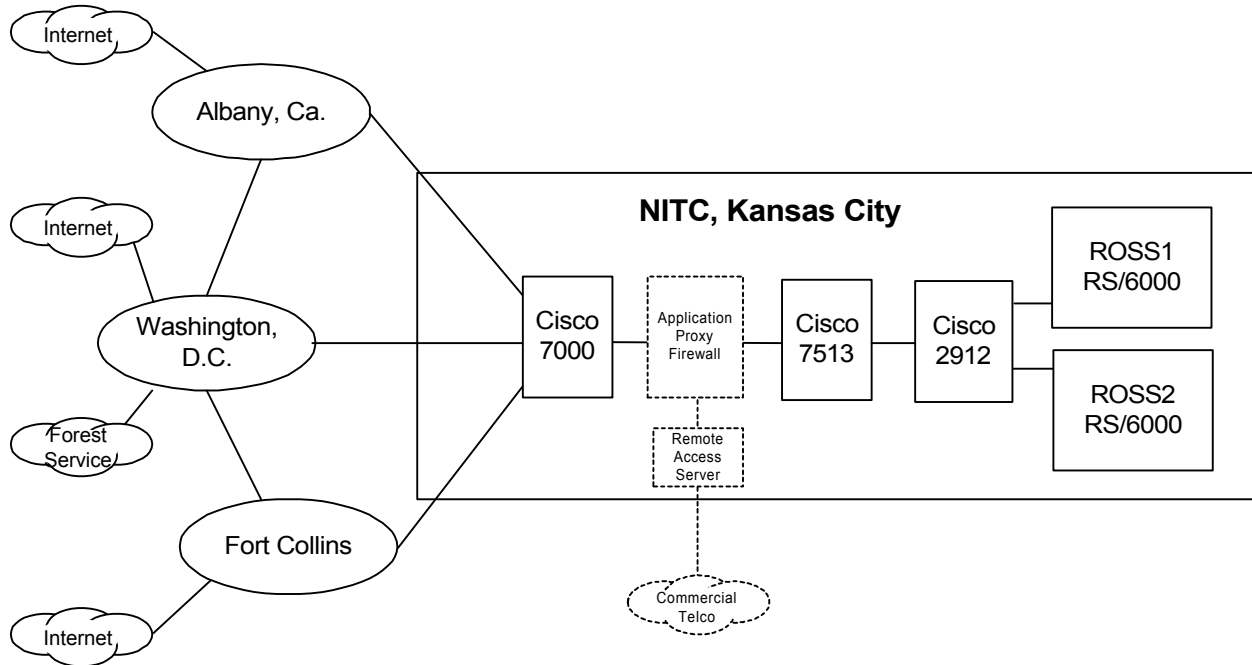 Internet
Albany, Ca.
Internet
Washington,
D.C.
Forest
Service
Fort Collins
Internet
NITC, Kansas City
Cisco
7000
Application
Proxy
Firewall
Remote
Access
Server
Commercial
Telco
Cisco
7513
Cisco
2912
ROSS1
RS/6000
ROSS2
RS/6000